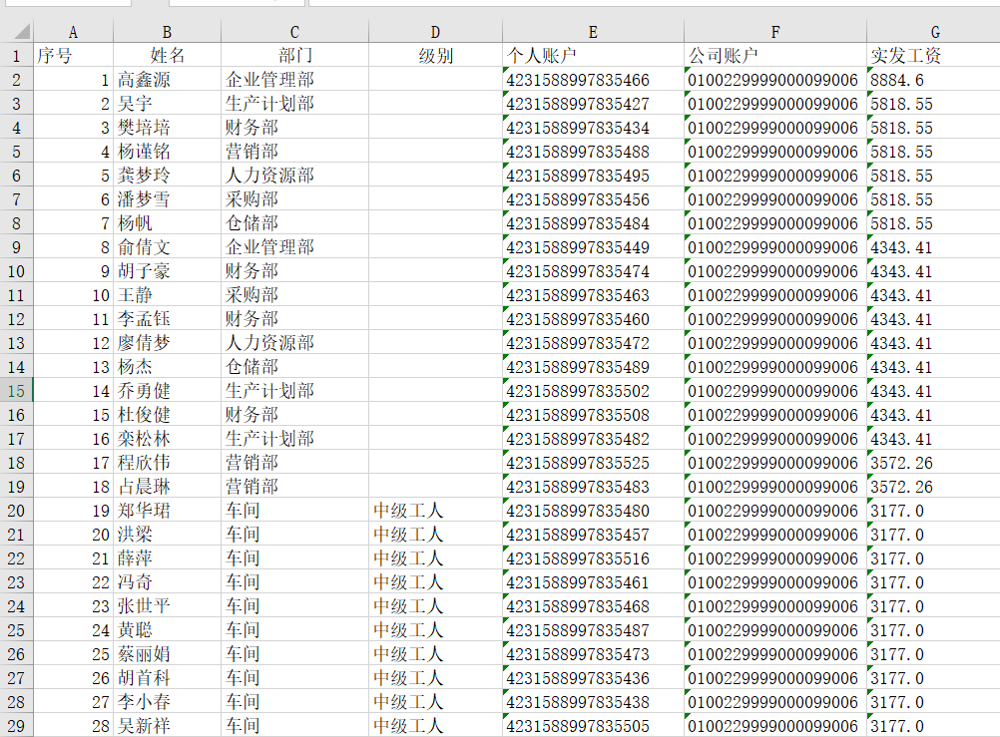 A B C D E F G
1 序号 姓名 部门 级别 个人账户 公司账户 实发工资
2 1 高鑫源 企业管理部 4231588997835466 0100229999000099006 8884.6
3 2 吴宇 生产计划部 4231588997835427 0100229999000099006 5818.55
4 3 樊培培 财务部 4231588997835434 0100229999000099006 5818.55
5 4 杨谨铭 营销部 4231588997835488 0100229999000099006 5818.55
6 5 龚梦玲 人力资源部 4231588997835495 0100229999000099006 5818.55
7 6 潘梦雪 采购部 4231588997835456 0100229999000099006 5818.55
8 7 杨帆 仓储部 4231588997835484 0100229999000099006 5818.55
9 8 俞倩文 企业管理部 4231588997835449 0100229999000099006 4343.41
10 9 胡子豪 财务部 4231588997835474 0100229999000099006 4343.41
11 10 王静 采购部 4231588997835463 0100229999000099006 4343.41
12 11 李孟钰 财务部 4231588997835460 0100229999000099006 4343.41
13 12 廖倩梦 人力资源部 4231588997835472 0100229999000099006 4343.41
14 13 杨杰 仓储部 4231588997835489 0100229999000099006 4343.41
15 14 乔勇健 生产计划部 4231588997835502 0100229999000099006 4343.41
16 15 杜俊健 财务部 4231588997835508 0100229999000099006 4343.41
17 16 栾松林 生产计划部 4231588997835482 0100229999000099006 4343.41
18 17 程欣伟 营销部 4231588997835525 0100229999000099006 3572.26
19 18 占晨琳 营销部 4231588997835483 0100229999000099006 3572.26
20 19 郑华珺 车间 中级工人 4231588997835480 0100229999000099006 3177.0
21 20 洪梁 车间 中级工人 4231588997835457 0100229999000099006 3177.0
22 21 薛萍 车间 中级工人 4231588997835516 0100229999000099006 3177.0
23 22 冯奇 车间 中级工人 4231588997835461 0100229999000099006 3177.0
24 23 张世平 车间 中级工人 4231588997835468 0100229999000099006 3177.0
25 24 黄聪 车间 中级工人 4231588997835487 0100229999000099006 3177.0
26 25 蔡丽娟 车间 中级工人 4231588997835473 0100229999000099006 3177.0
27 26 胡首科 车间 中级工人 4231588997835436 0100229999000099006 3177.0
28 27 李小春 车间 中级工人 4231588997835438 0100229999000099006 3177.0
29 28 吴新祥 车间 中级工人 4231588997835505 0100229999000099006 3177.0